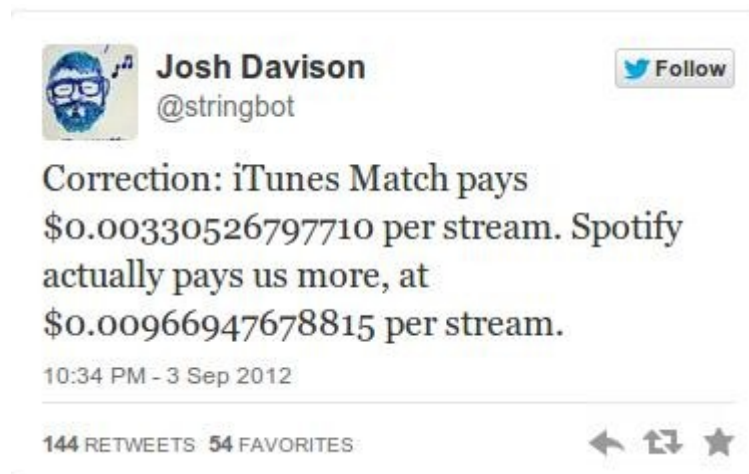 Josh Davison
Follow
@stringbot
Correction: iTunes Match pays
$0.00330526797710 per stream. Spotify
actually pays us more, at
$0.00966947678815 per stream.
10:34 PM - 3 Sep 2012
144 RETWEETS 54 FAVORITES